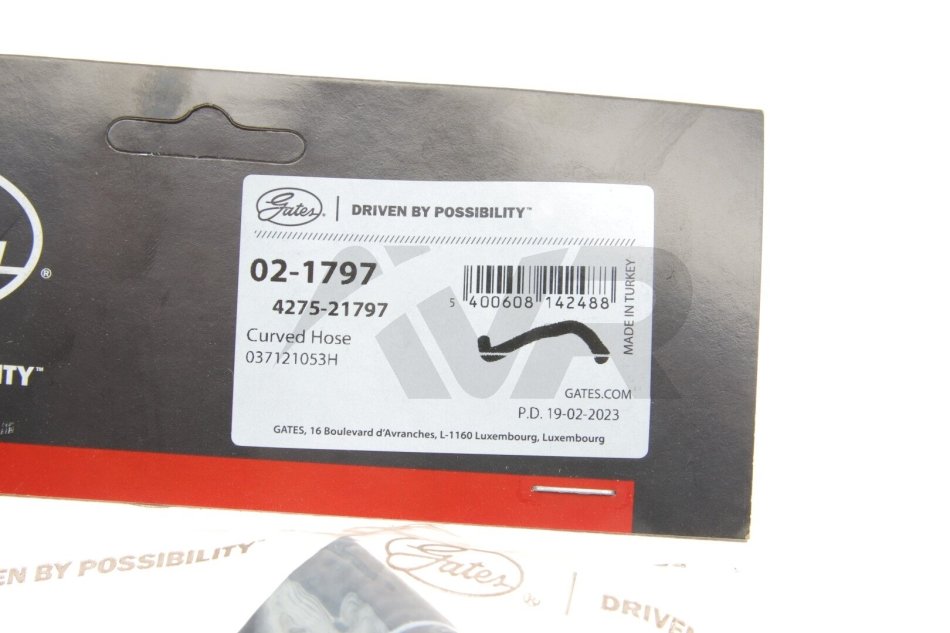 Gates® | DRIVEN BY POSSIBILITY™
02-1797
4275-21797
Curved Hose
037121053H
5 400608 142488
MADE IN TURKEY
GATES.COM
P.D. 19-02-2023
GATES, 16 Boulevard d'Avranches, L-1160 Luxembourg, Luxembourg
®
ITY™
EN BY POSSIBILITY™
Gates®
DRIVEN
IVR